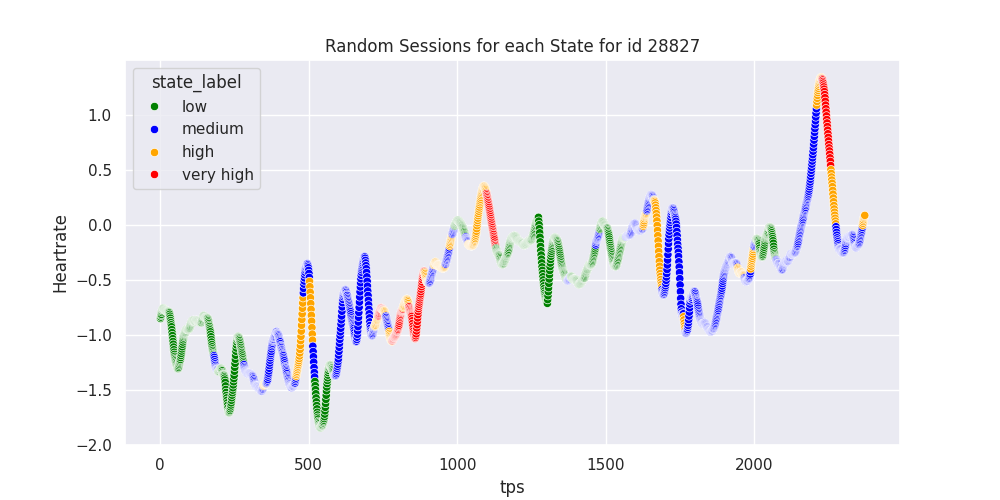 Random Sessions for each State for id 28827
state_label
low
medium
high
very high
1.0
0.5
0.0
−0.5
−1.0
−1.5
−2.0
Heartrate
0 500 1000 1500 2000
tps